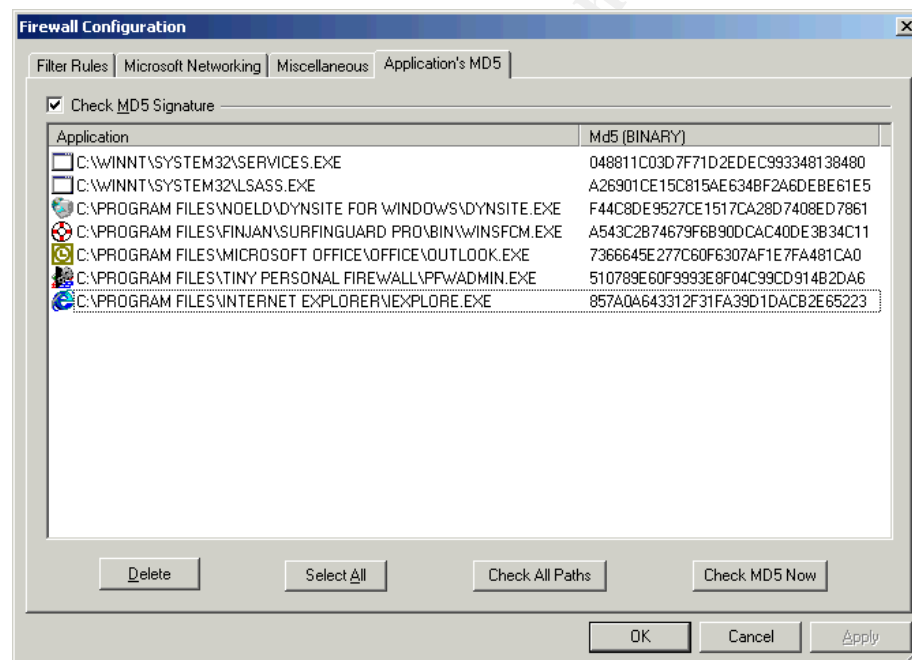 Firewall Configuration
Filter Rules
Microsoft Networking
Miscellaneous
Application's MD5
Check MD5 Signature
Application Md5 (BINARY)
C:\WINNT\SYSTEM32\SERVICES.EXE 048811C03D7F71D2EDEC993348138480
C:\WINNT\SYSTEM32\LSASS.EXE A26901CE15C815AE634BF2A6DEBE61E5
C:\PROGRAM FILES\NOELD\DYNSITE FOR WINDOWS\DYNSITE.EXE F44C8DE9527CE1517CA28D7408ED7861
C:\PROGRAM FILES\FINJAN\SURFINGUARD PRO\BIN\WINSFCM.EXE A543C2B74679F6B90DCAC40DE3B34C11
C:\PROGRAM FILES\MICROSOFT OFFICE\OFFICE\OUTLOOK.EXE 7366645E277C60F6307AF1E7FA481CA0
C:\PROGRAM FILES\TINY PERSONAL FIREWALL\PFWADMIN.EXE 510789E60F9993E8F04C99CD914B2DA6
C:\PROGRAM FILES\INTERNET EXPLORER\IEXPLORE.EXE 857A0A643312F31FA39D1DACB2E65223
Delete
Select All
Check All Paths
Check MD5 Now
OK
Cancel
Apply